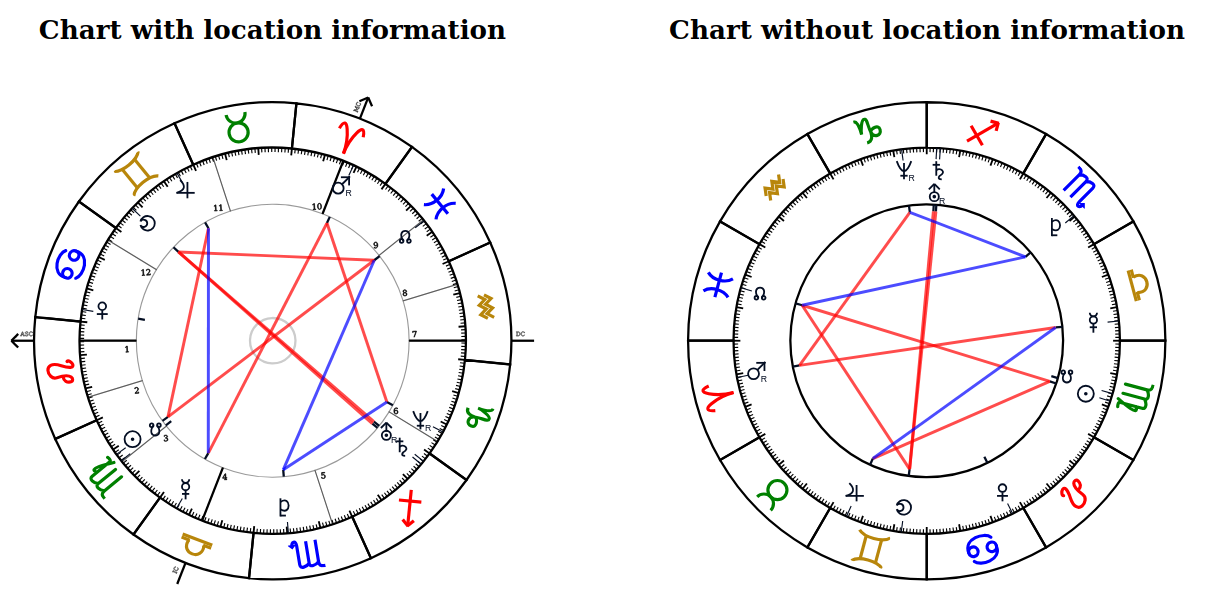 Chart with location information
Chart without location information
MC
♉ ♈
♊ ♃ 11 10 ♂R ♓
☽ ☊
♋ 12 9
♀ 8 ♒
ASC 1 7 DC
♌ 2
☉ ☋ 3 6 ♅R ♆R ♄ ♑
♍ ☿ 4 5 ♇ ♐
♎ ♏
IC
♑ ♐
♒ ♆R ♄ ♏
♅R ♇
♓ ☊ ♎
☿
♂R ☋ ☉
♈ ♍
♉ ♃ ☽ ♀ ♌
♊ ♋